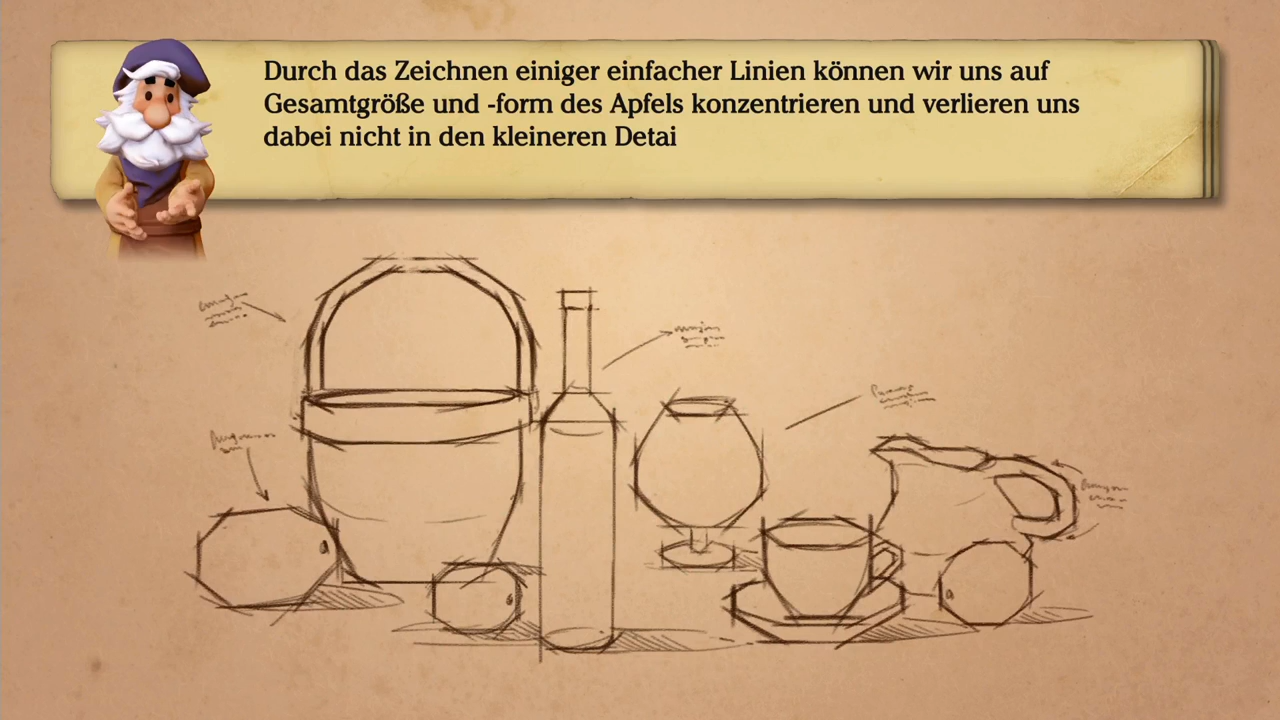 Durch das Zeichnen einiger einfacher Linien können wir uns auf
Gesamtgröße und -form des Apfels konzentrieren und verlieren uns
dabei nicht in den kleineren Detai